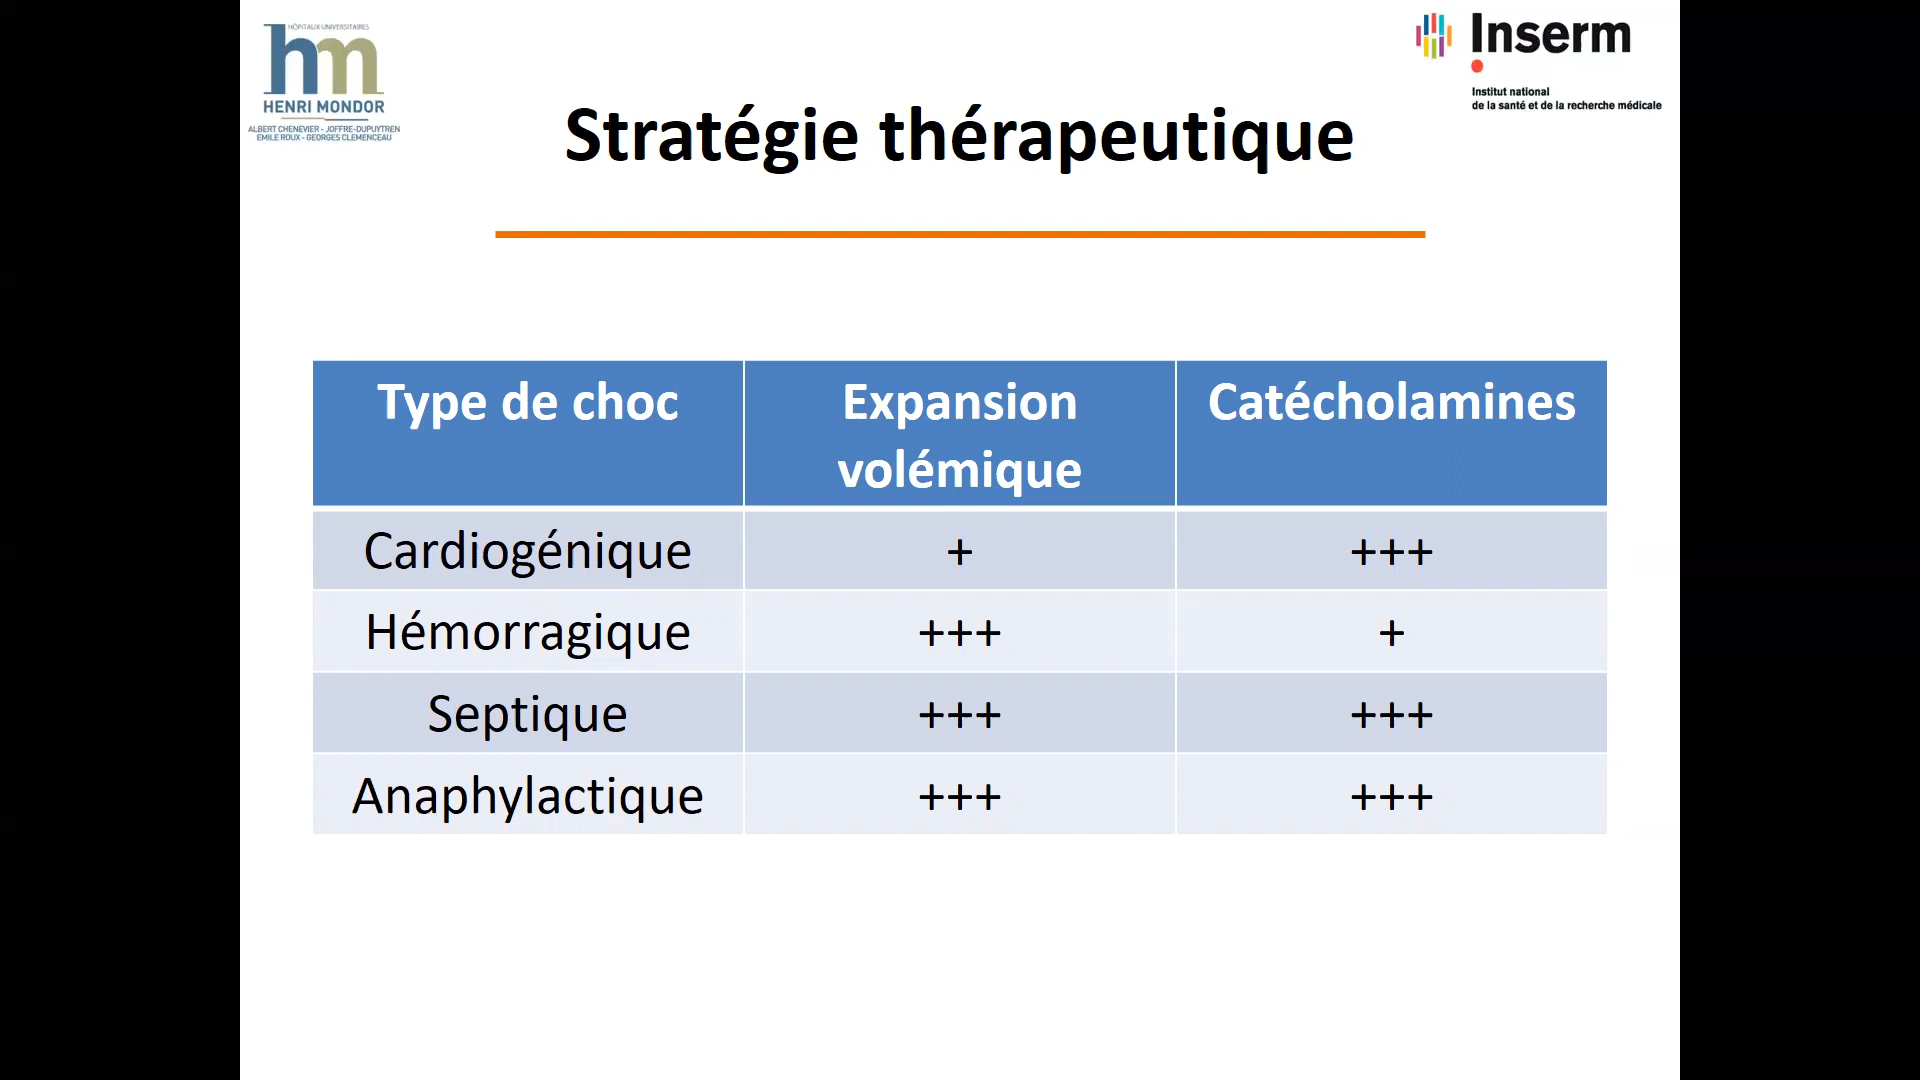 HÔPITAUX UNIVERSITAIRES
hm
HENRI MONDOR
ALBERT CHENEVIER - JOFFRE-DUPUYTREN
EMILE ROUX - GEORGES CLEMENCEAU
Inserm
Institut national
de la santé et de la recherche médicale
Stratégie thérapeutique
Type de choc Expansion volémique Catécholamines
Cardiogénique + +++
Hémorragique +++ +
Septique +++ +++
Anaphylactique +++ +++